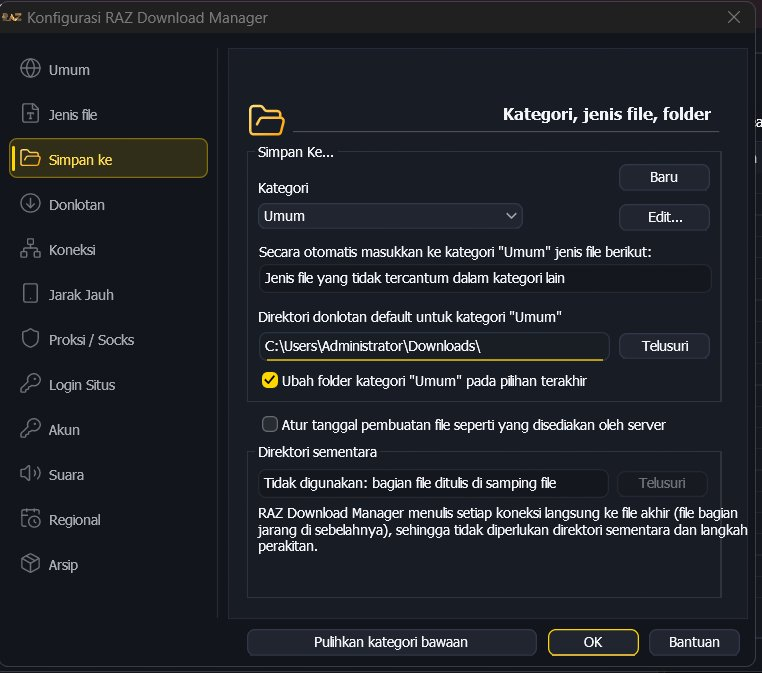 RAZ Konfigurasi RAZ Download Manager
Umum
Jenis file
Simpan ke
Donlotan
Koneksi
Jarak Jauh
Proksi / Socks
Login Situs
Akun
Suara
Regional
Arsip
Kategori, jenis file, folder
Simpan Ke...
Kategori
Baru
Umum
Edit...
Secara otomatis masukkan ke kategori "Umum" jenis file berikut:
Jenis file yang tidak tercantum dalam kategori lain
Direktori donlotan default untuk kategori "Umum"
C:\Users\Administrator\Downloads\
Telusuri
Ubah folder kategori "Umum" pada pilihan terakhir
Atur tanggal pembuatan file seperti yang disediakan oleh server
Direktori sementara
Tidak digunakan: bagian file ditulis di samping file
Telusuri
RAZ Download Manager menulis setiap koneksi langsung ke file akhir (file bagian
jarang di sebelahnya), sehingga tidak diperlukan direktori sementara dan langkah
perakitan.
Pulihkan kategori bawaan
OK
Bantuan